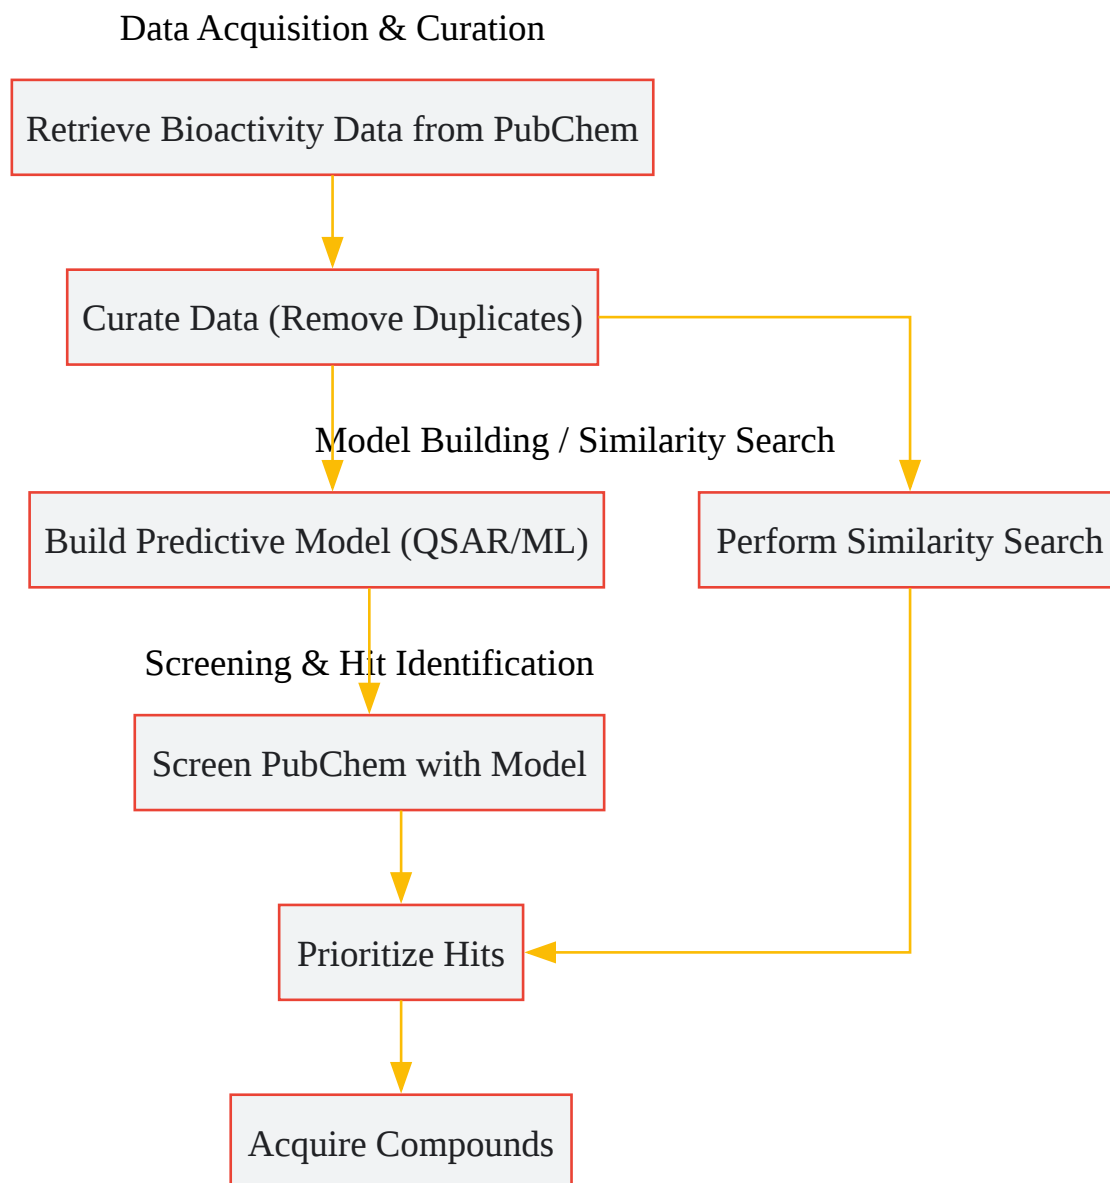 Data Acquisition & Curation
Retrieve Bioactivity Data from PubChem
Curate Data (Remove Duplicates)
Model Building / Similarity Search
Build Predictive Model (QSAR/ML)
Perform Similarity Search
Screening & Hit Identification
Screen PubChem with Model
Prioritize Hits
Acquire Compounds